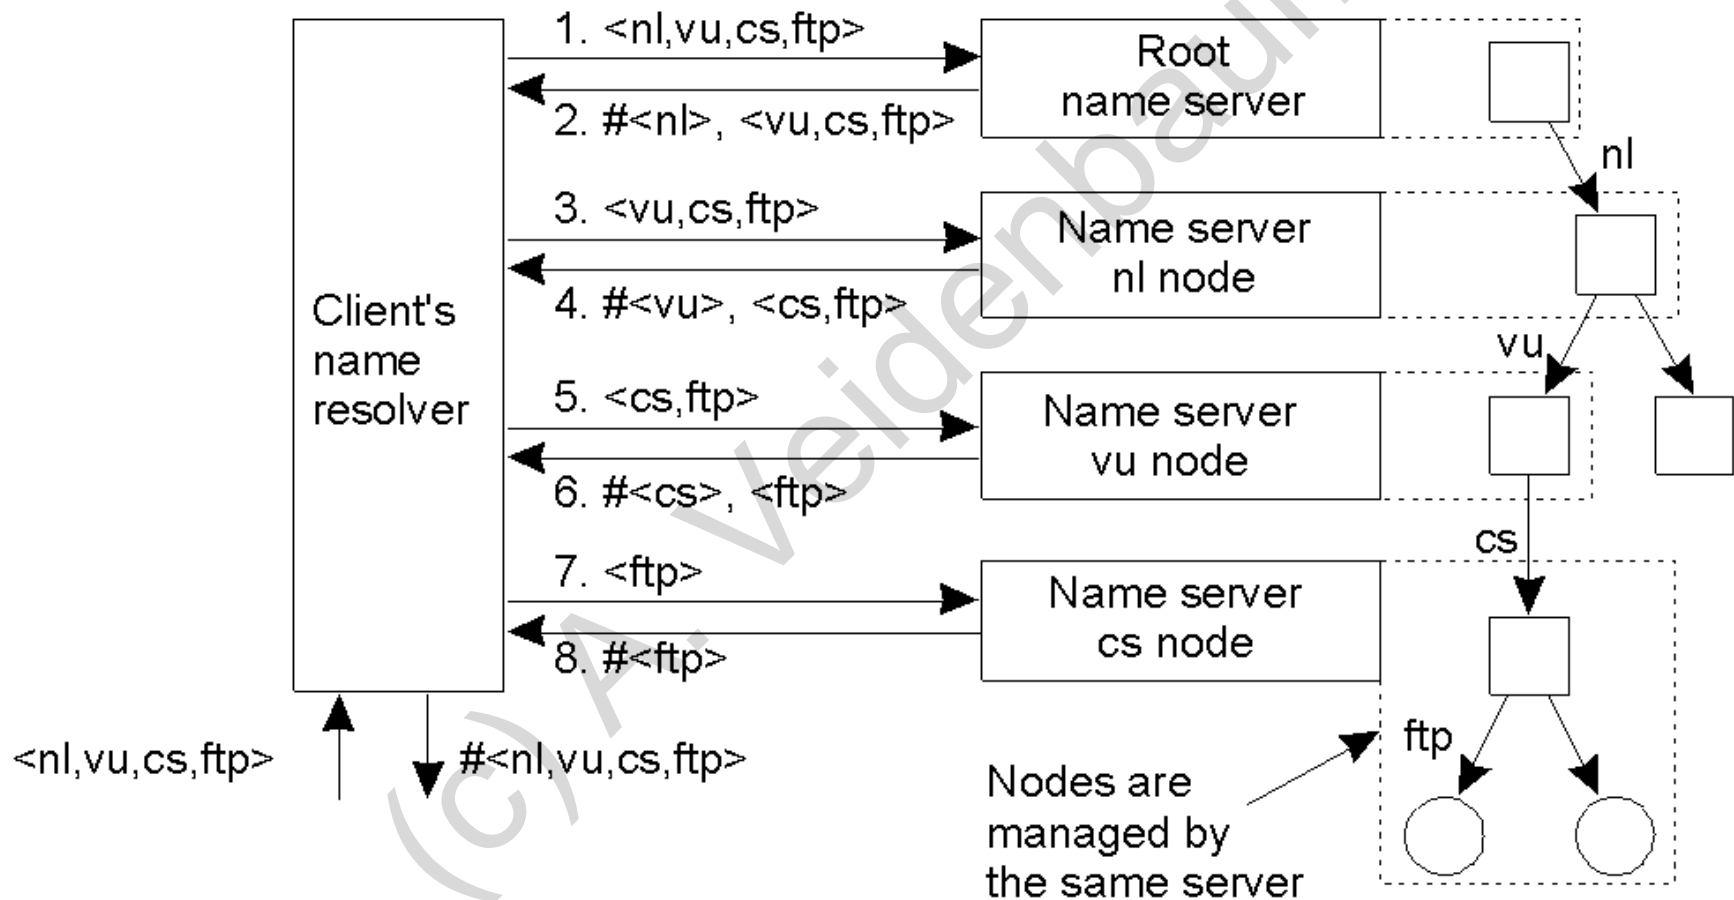 1. <nl,vu,cs,ftp>
Root
name server
2. #<nl>, <vu,cs,ftp>
nl
3. <vu,cs,ftp>
Name server
nl node
4. #<vu>, <cs,ftp>
Client's
name
resolver
vu
5. <cs,ftp>
Name server
vu node
6. #<cs>, <ftp>
cs
7. <ftp>
Name server
cs node
8. #<ftp>
ftp
<nl,vu,cs,ftp>
#<nl,vu,cs,ftp>
Nodes are
managed by
the same server
(c) A. Veidenbaum